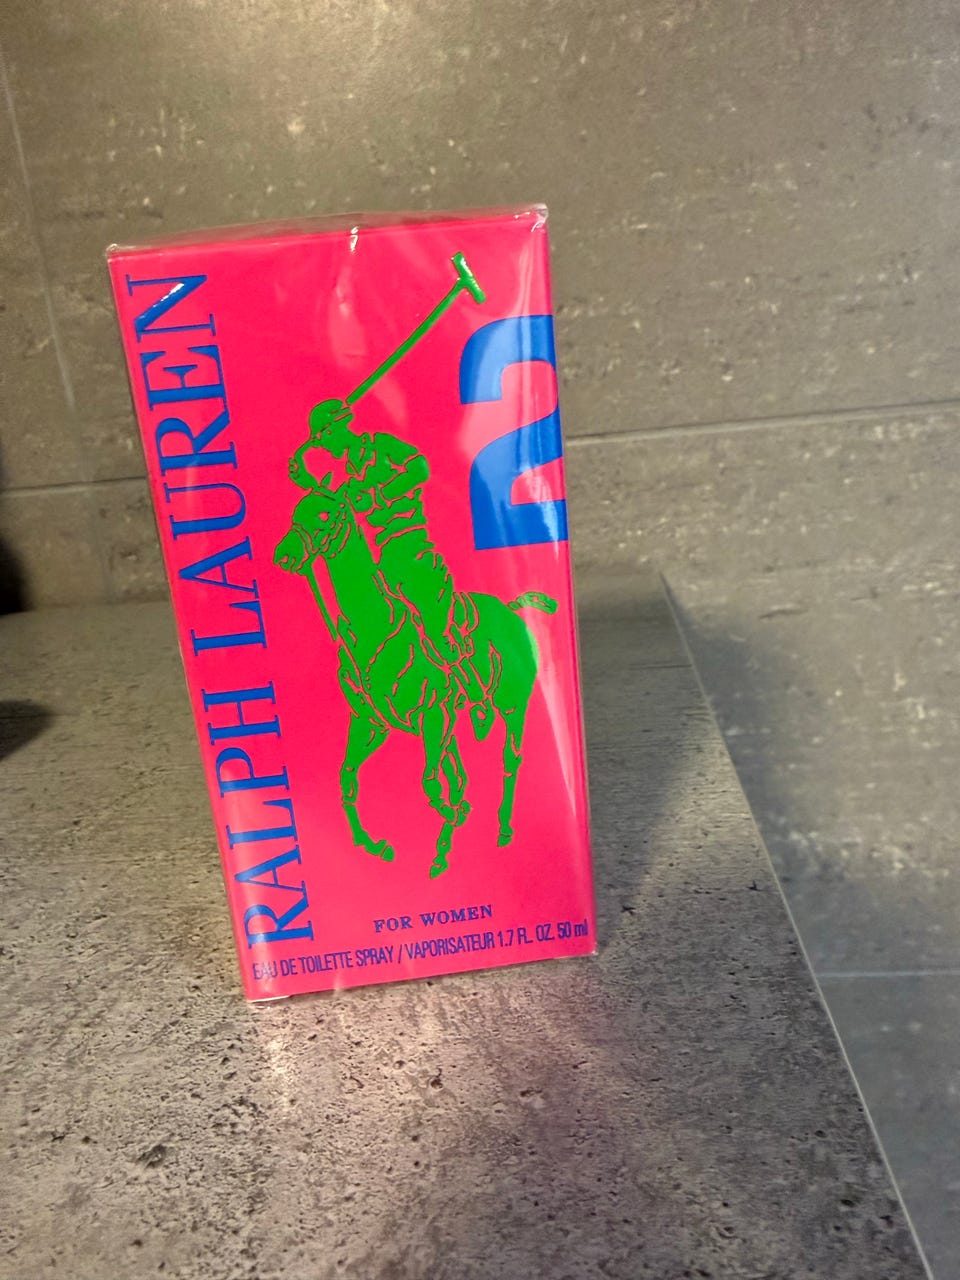 RALPH LAUREN
2
FOR WOMEN
EAU DE TOILETTE SPRAY / VAPORISATEUR 1.7 FL. OZ. 50 ml